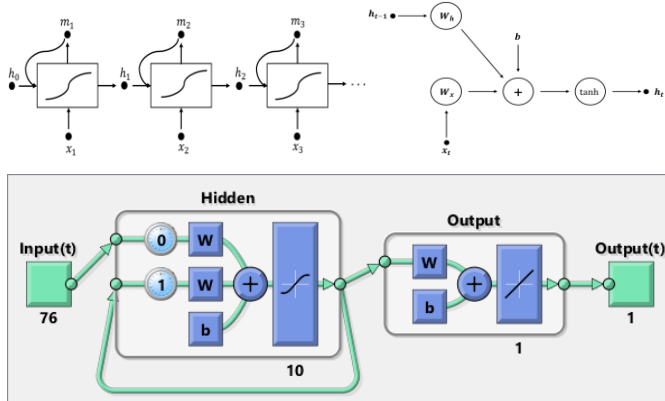 m₁ m₂ m₃
h₀ h₁ h₂ ...
x₁ x₂ x₃
hₜ₋₁ Wₕ
b
Wₓ + tanh hₜ
xₜ
Hidden
Output
Input(t)
Output(t)
0 W
1 W +
b
W
b +
76
10
1
1